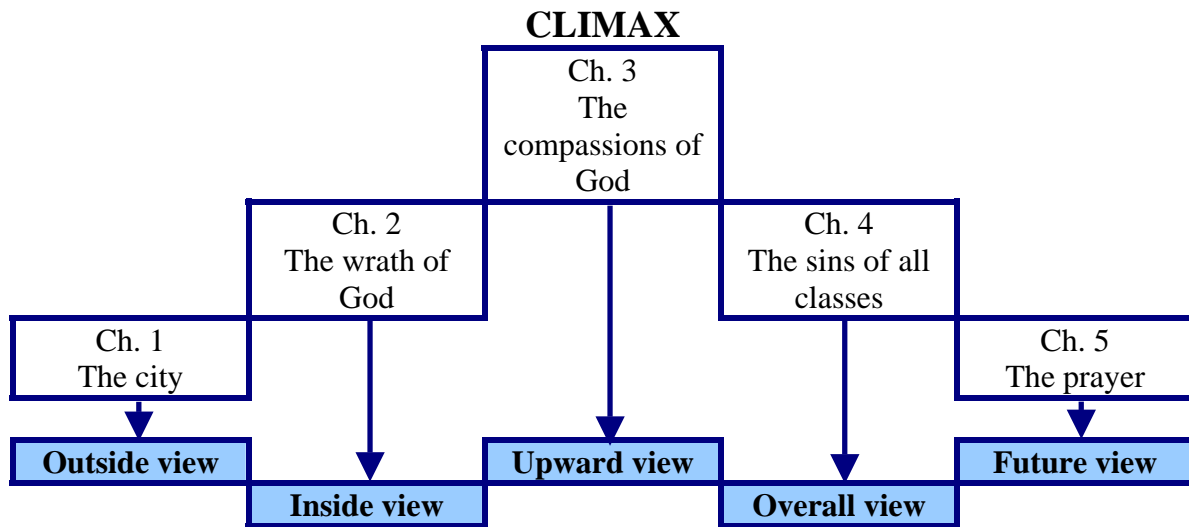 CLIMAX
Ch. 3
The
compassions of
God
Ch. 2
The wrath of
God
Ch. 4
The sins of all
classes
Ch. 1
The city
Ch. 5
The prayer
Outside view
Inside view
Upward view
Overall view
Future view